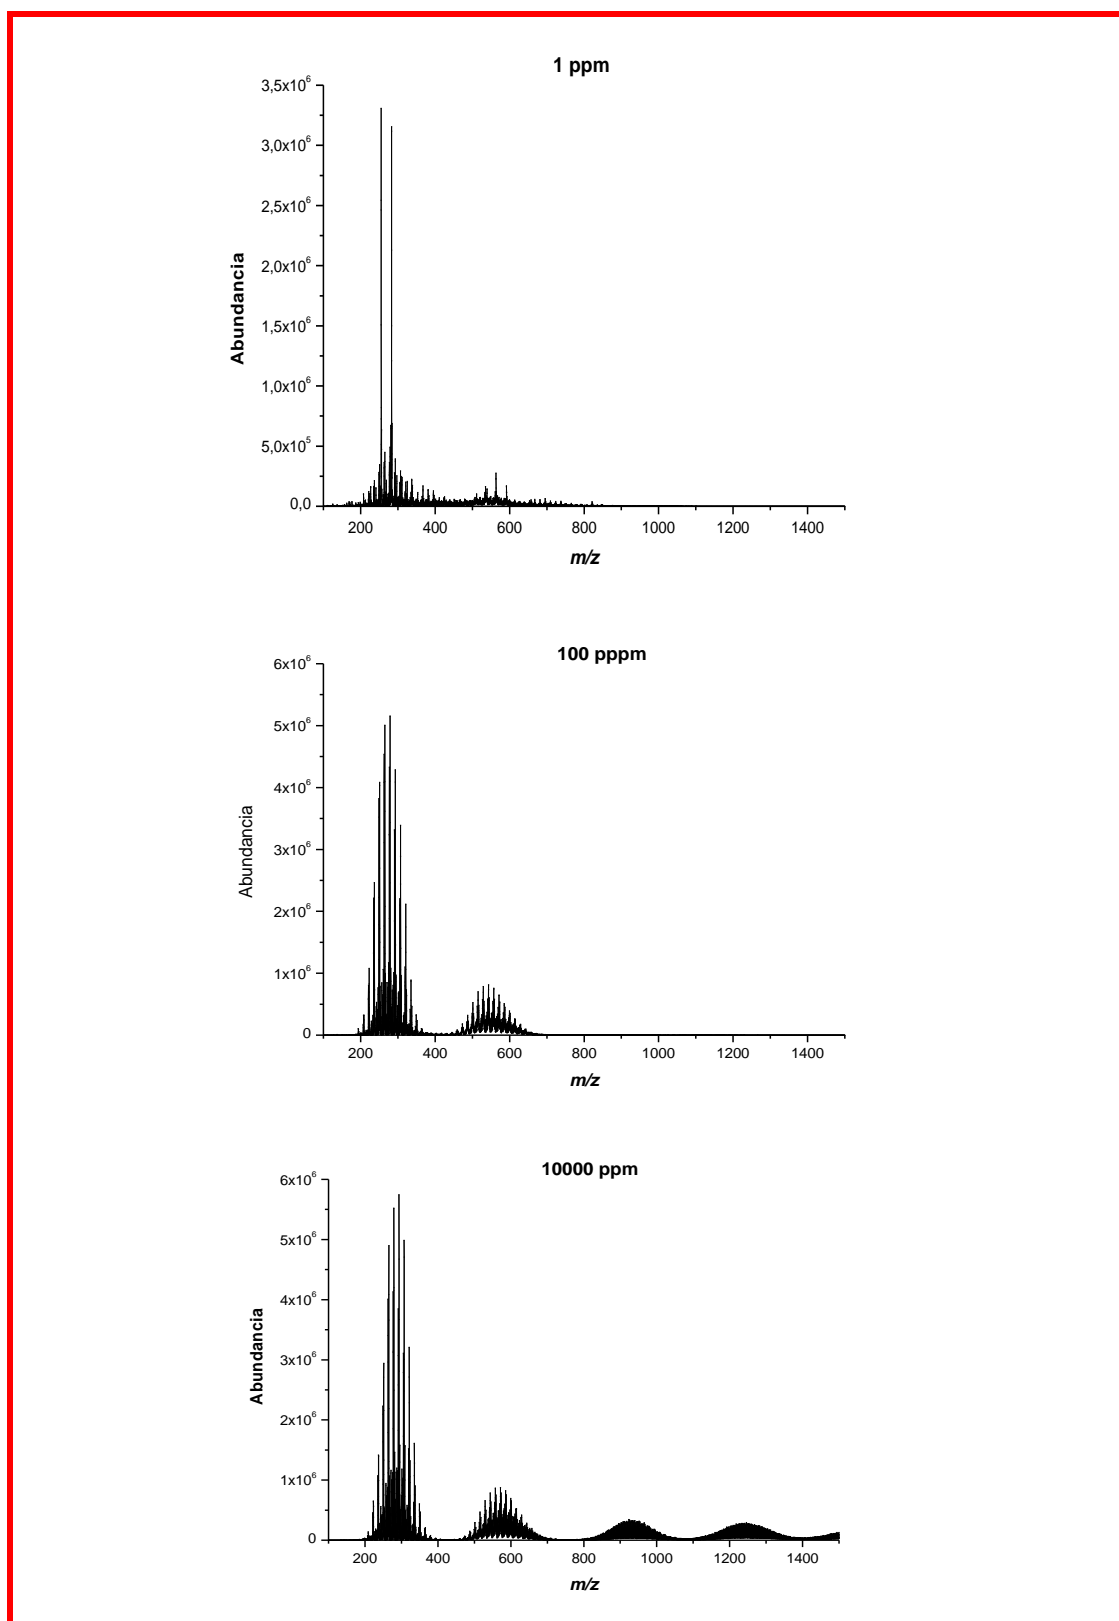 1 ppm
3,5x10⁶
3,0x10⁶
2,5x10⁶
2,0x10⁶
1,5x10⁶
1,0x10⁶
5,0x10⁵
0,0
Abundancia
200 400 600 800 1000 1200 1400
m/z
100 pppm
6x10⁶
5x10⁶
4x10⁶
3x10⁶
2x10⁶
1x10⁶
0
Abundancia
200 400 600 800 1000 1200 1400
m/z
10000 ppm
6x10⁶
5x10⁶
4x10⁶
3x10⁶
2x10⁶
1x10⁶
0
Abundancia
200 400 600 800 1000 1200 1400
m/z